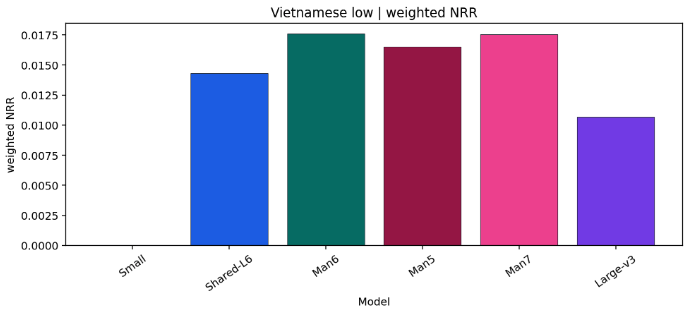 Vietnamese low | weighted NRR
weighted NRR
0.0175
0.0150
0.0125
0.0100
0.0075
0.0050
0.0025
0.0000
Small
Shared-L6
Man6
Man5
Man7
Large-v3
Model